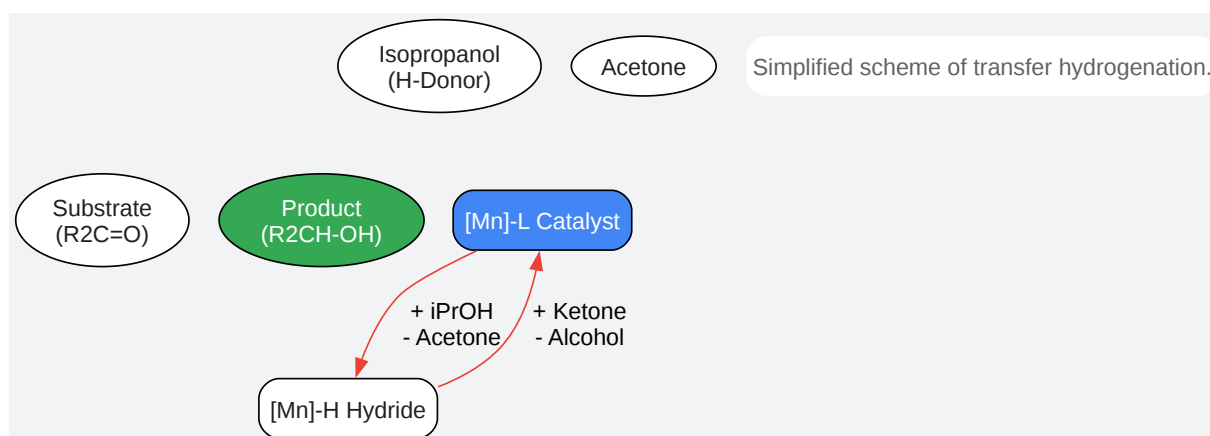 Isopropanol
(H-Donor)
Acetone
Simplified scheme of transfer hydrogenation.
Substrate
(R2C=O)
Product
(R2CH-OH)
[Mn]-L Catalyst
+ iPrOH
- Acetone
+ Ketone
- Alcohol
[Mn]-H Hydride